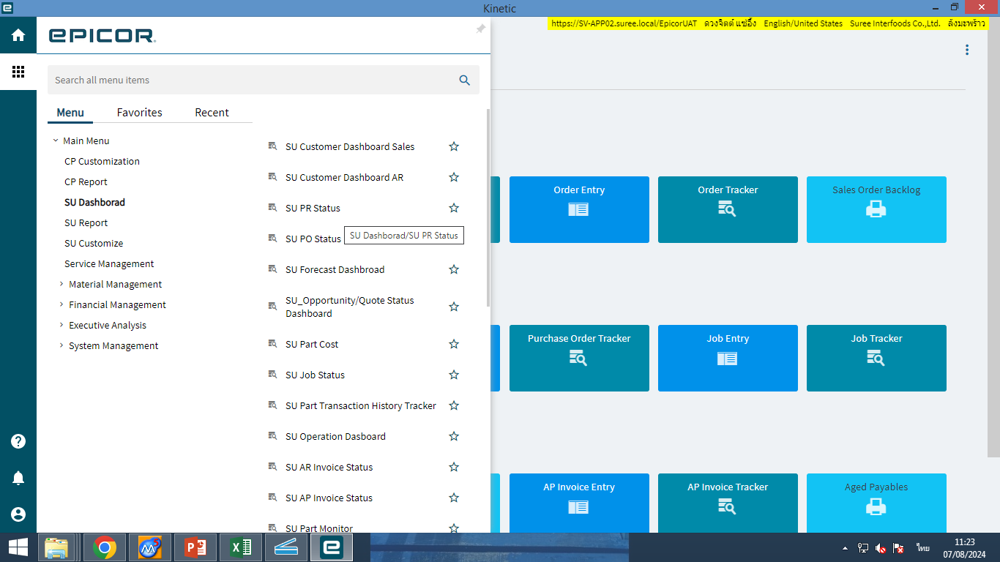 Kinetic
https://SV-APP02.suree.local/EpicorUAT ดวงจิตต์ แซ่อึ้ง English/United States Suree Interfoods Co.,Ltd. ล้งมะพร้าว
EPICOR
Search all menu items
Menu Favorites Recent
Main Menu
CP Customization
CP Report
SU Dashborad
SU Report
SU Customize
Service Management
Material Management
Financial Management
Executive Analysis
System Management
SU Customer Dashboard Sales
SU Customer Dashboard AR
SU PR Status
SU PO Status
SU Dashborad/SU PR Status
SU Forecast Dashbroad
SU_Opportunity/Quote Status
Dashboard
SU Part Cost
SU Job Status
SU Part Transaction History Tracker
SU Operation Dasboard
SU AR Invoice Status
SU AP Invoice Status
SU Part Monitor
Order Entry
Order Tracker
Sales Order Backlog
Purchase Order Tracker
Job Entry
Job Tracker
AP Invoice Entry
AP Invoice Tracker
Aged Payables
ไทย
11:23
07/08/2024